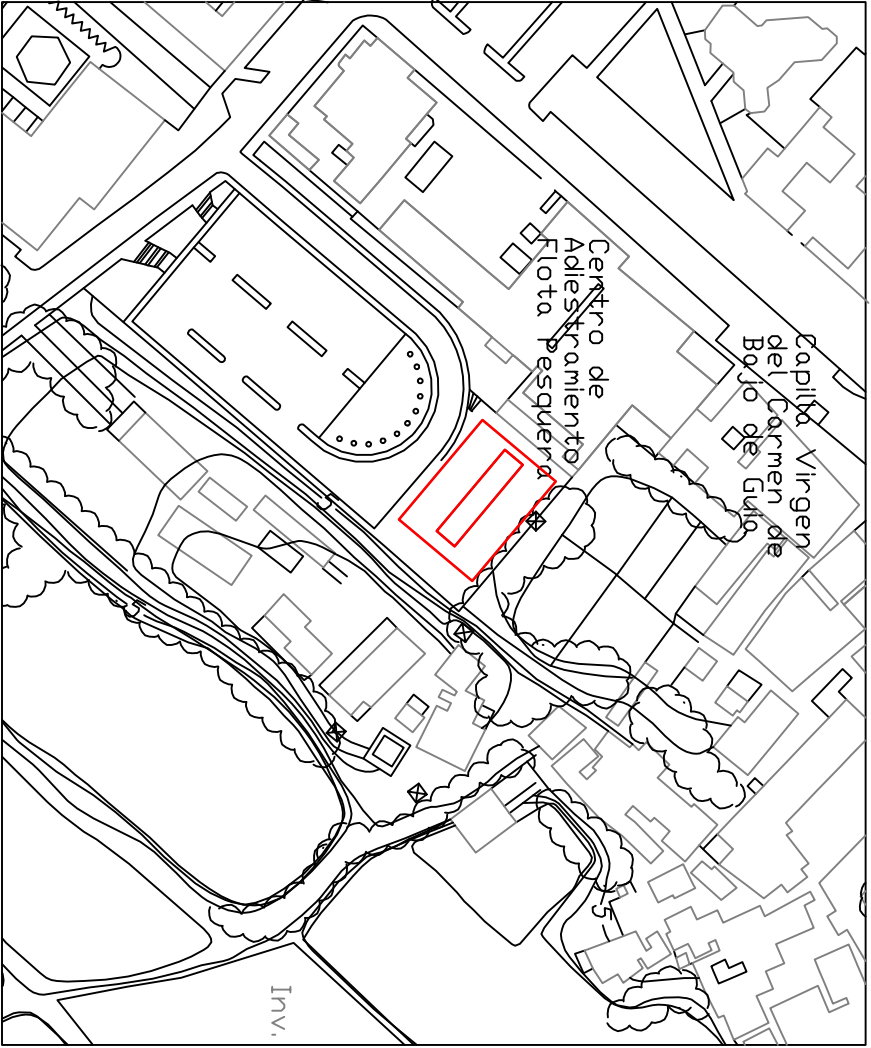 Capilla Virgen
del Carmen de
Bajo de Guía
Centro de
Adiestramiento
Flota Pesquera
Inv.